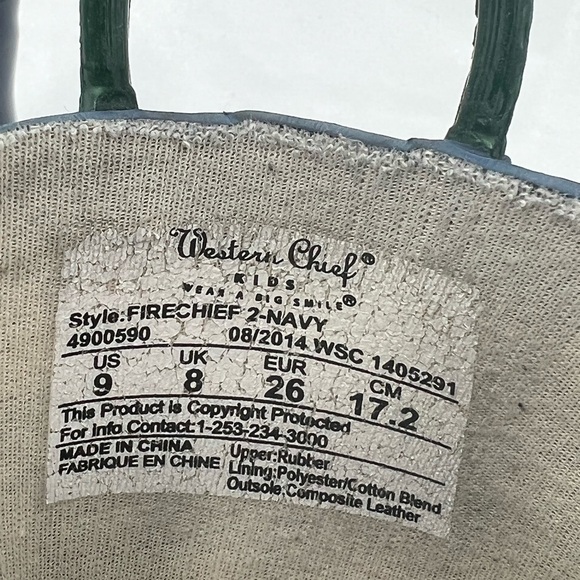 Western Chief®
KIDS
WEAR A BIG SMILE®
Style:FIRECHIEF 2-NAVY
4900590 08/2014 WSC 1405291
US UK EUR CM
9 8 26 17.2
This Product is Copyright Protected
For Info Contact:1-253-234-3000
MADE IN CHINA Upper:Rubber
FABRIQUE EN CHINE Lining:Polyester/Cotton Blend
Outsole:Composite Leather